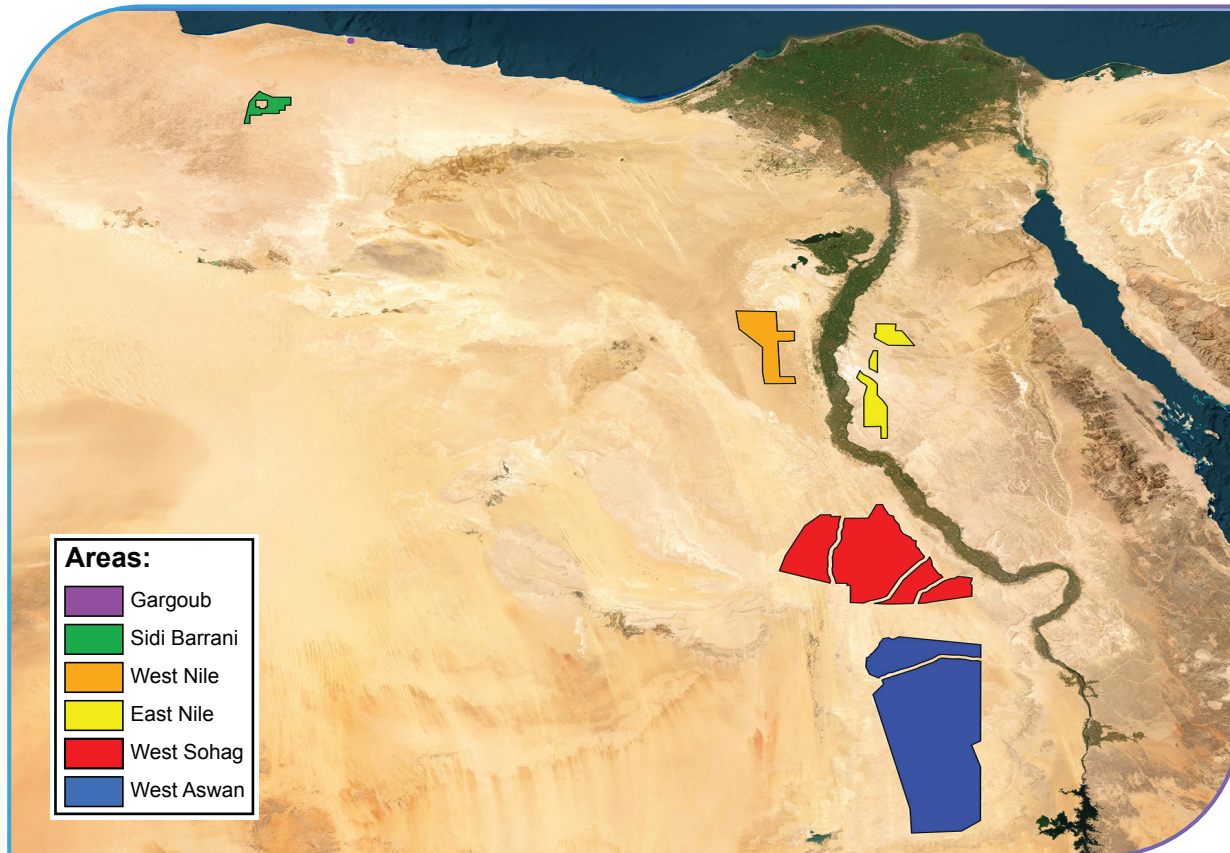 Areas:
Gargoub
Sidi Barrani
West Nile
East Nile
West Sohag
West Aswan